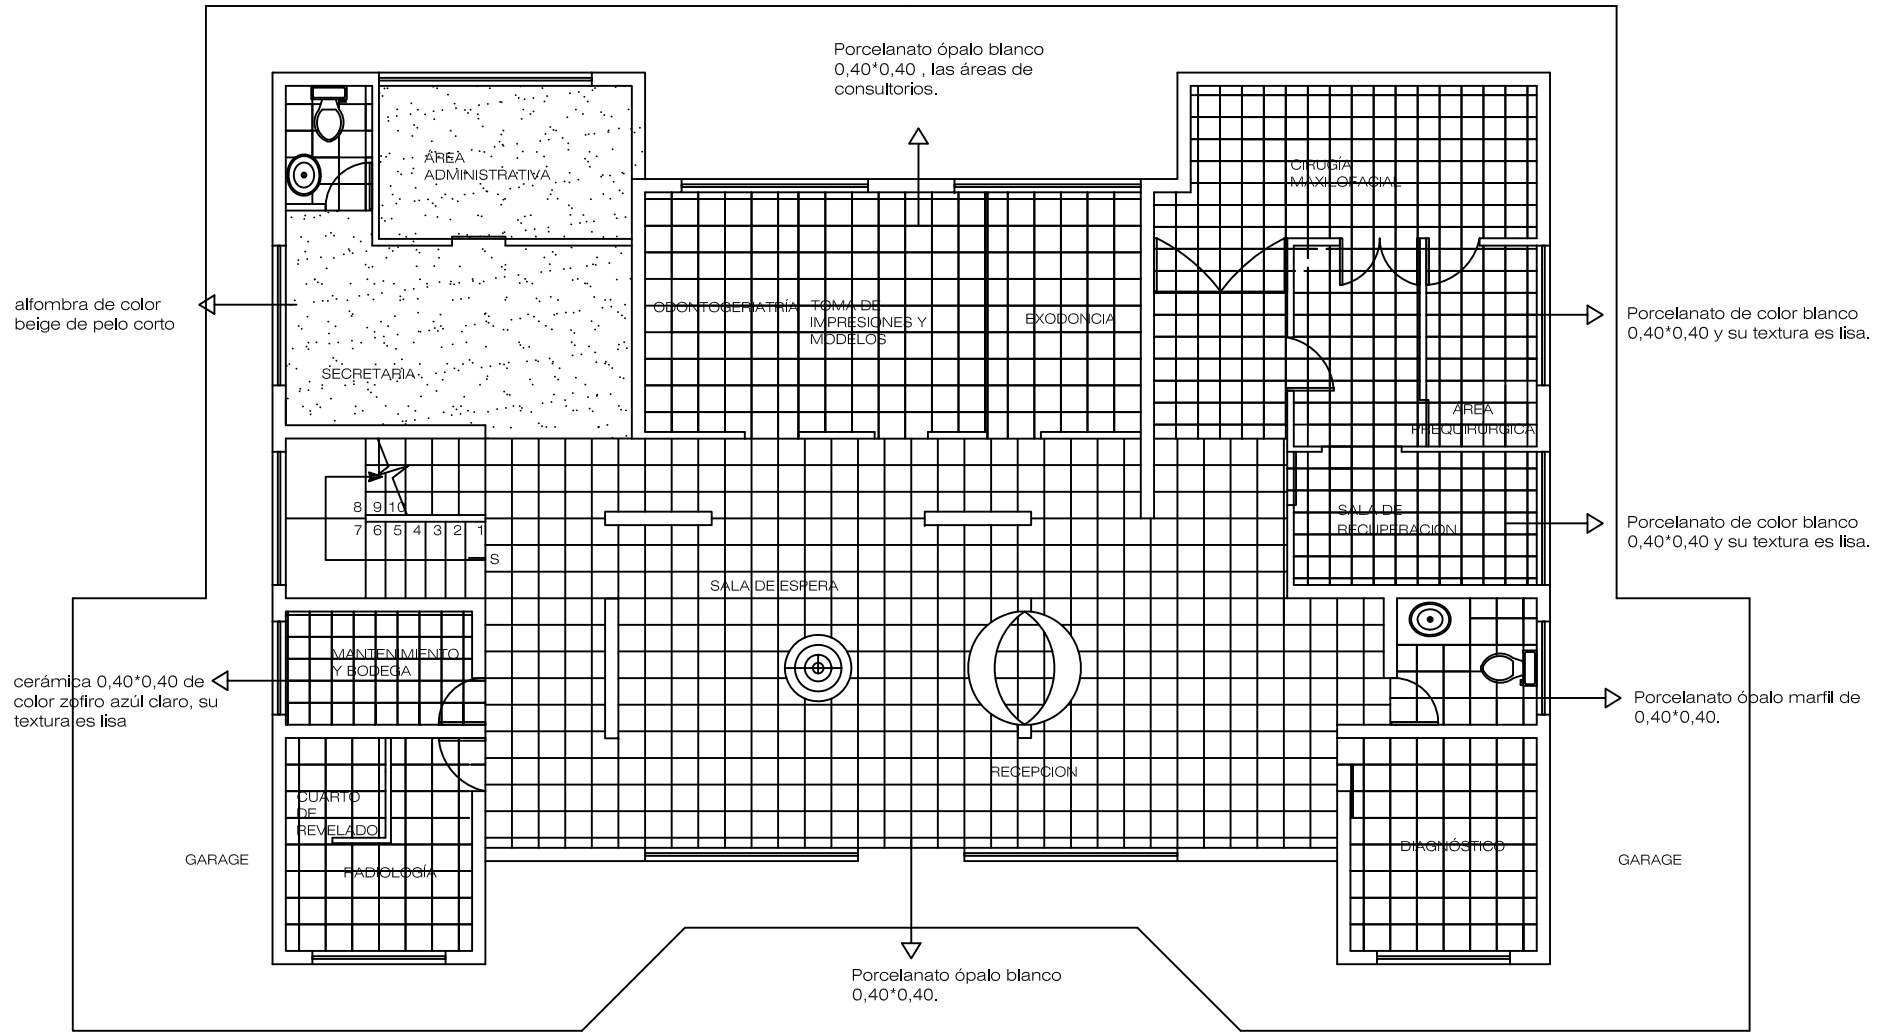 Porcelanato ópalo blanco
0,40*0,40 , las áreas de
consultorios.
ÁREA
ADMINISTRATIVA
CIRUGÍA
MAXILOFACIAL
alfombra de color
beige de pelo corto
ODONTOGERIATRÍA
TOMA DE
IMPRESIONES Y
MODELOS
EXODONCIA
Porcelanato de color blanco
0,40*0,40 y su textura es lisa.
SECRETARIA
ÁREA
PREQUIRÚRGICA
8 9 10
7 6 5 4 3 2 1
S
SALA DE
RECUPERACION
Porcelanato de color blanco
0,40*0,40 y su textura es lisa.
SALA DE ESPERA
MANTENIMIENTO
Y BODEGA
cerámica 0,40*0,40 de
color zofiro azúl claro, su
textura es lisa
Porcelanato ópalo marfil de
0,40*0,40.
RECEPCION
CUARTO
DE
REVELADO
RADIOLOGÍA
DIAGNÓSTICO
GARAGE
GARAGE
Porcelanato ópalo blanco
0,40*0,40.